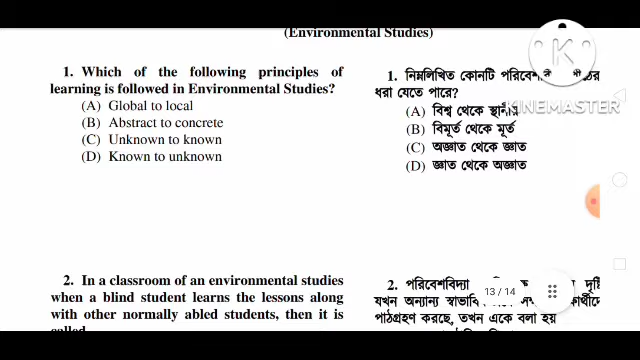 (Environmental Studies)
1. Which of the following principles of
learning is followed in Environmental Studies?
(A) Global to local
(B) Abstract to concrete
(C) Unknown to known
(D) Known to unknown
1. নিম্নলিখিত কোনটি
ধরা যেতে পারে?
(A) বিশ্ব থেকে
(B) বিমূর্ত থেকে মূর্ত
(C) অজ্ঞাত থেকে জ্ঞাত
(D) জ্ঞাত থেকে অজ্ঞাত
K
KINEMASTER
2. In a classroom of an environmental studies
when a blind student learns the lessons along
with other normally abled students, then it is
called
2. পরিবেশবিদ্যা
যখন অন্যান্য
পাঠগ্রহণ করছে, তখন একে বলা হয়
13 / 14